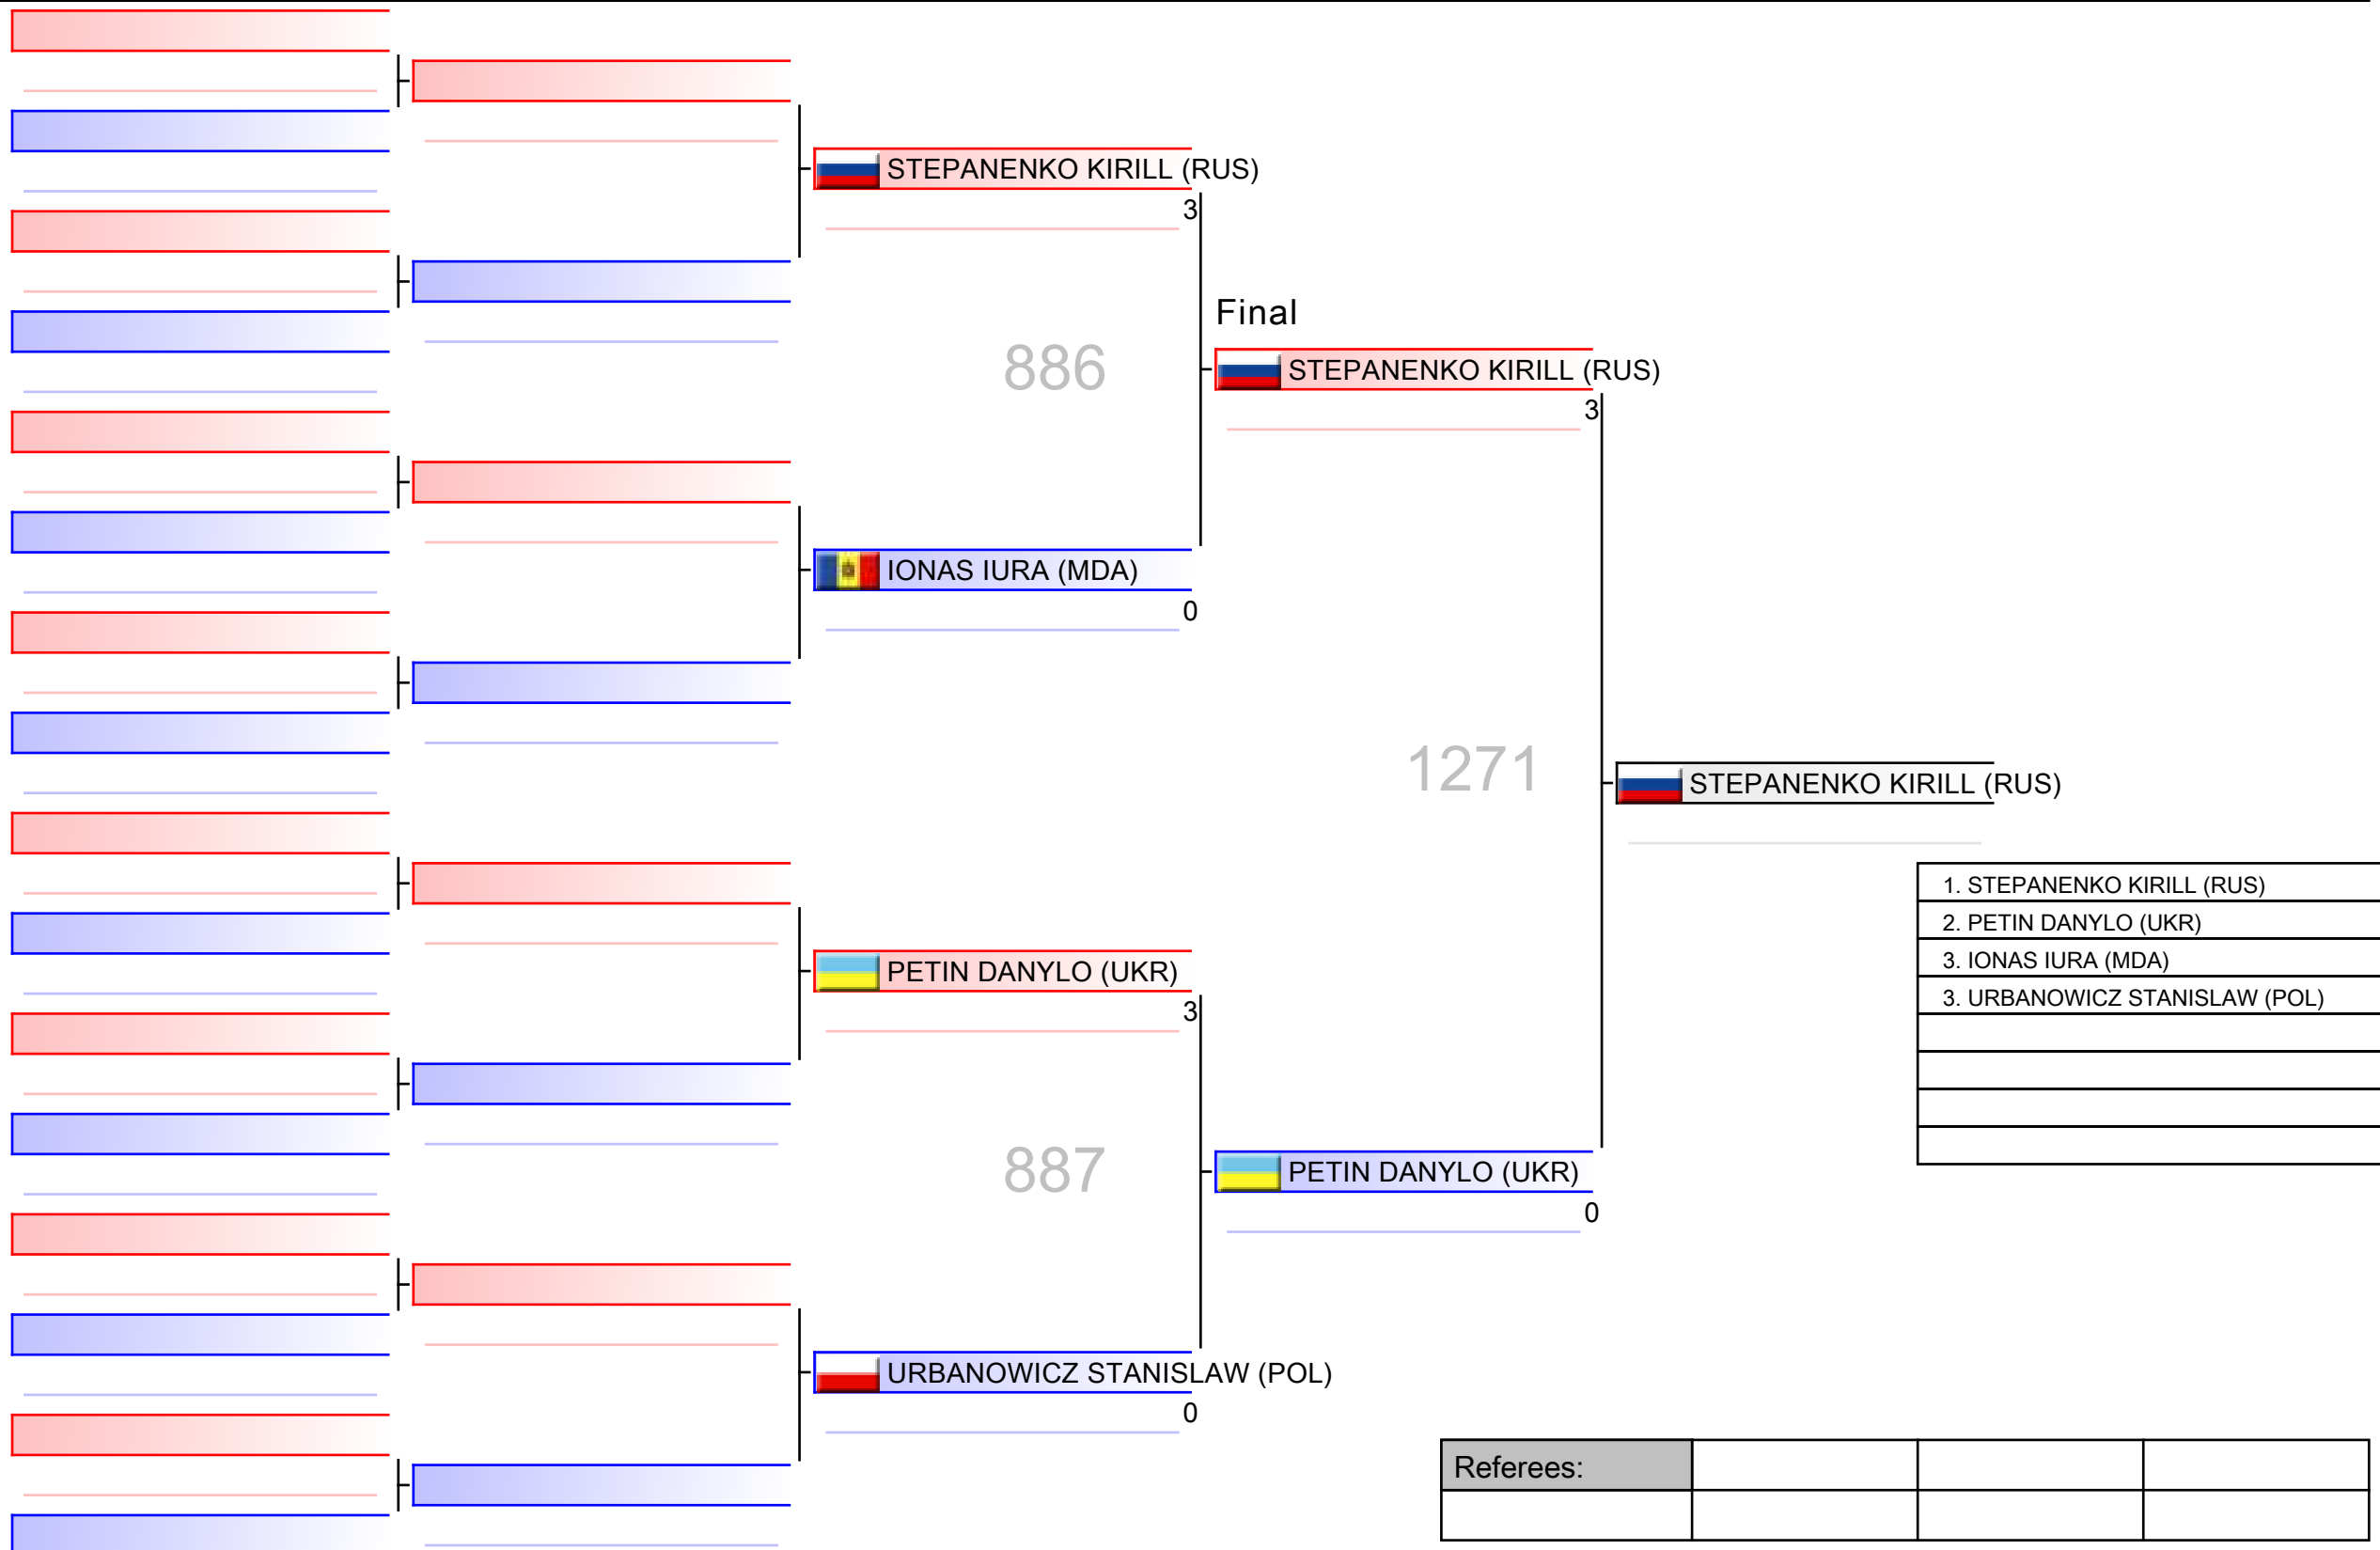 STEPANENKO KIRILL (RUS)
3
886
IONAS IURA (MDA)
0
Final
STEPANENKO KIRILL (RUS)
3
1271
STEPANENKO KIRILL (RUS)
PETIN DANYLO (UKR)
3
887
URBANOWICZ STANISLAW (POL)
0
PETIN DANYLO (UKR)
0
1. STEPANENKO KIRILL (RUS)
2. PETIN DANYLO (UKR)
3. IONAS IURA (MDA)
3. URBANOWICZ STANISLAW (POL)
Referees: